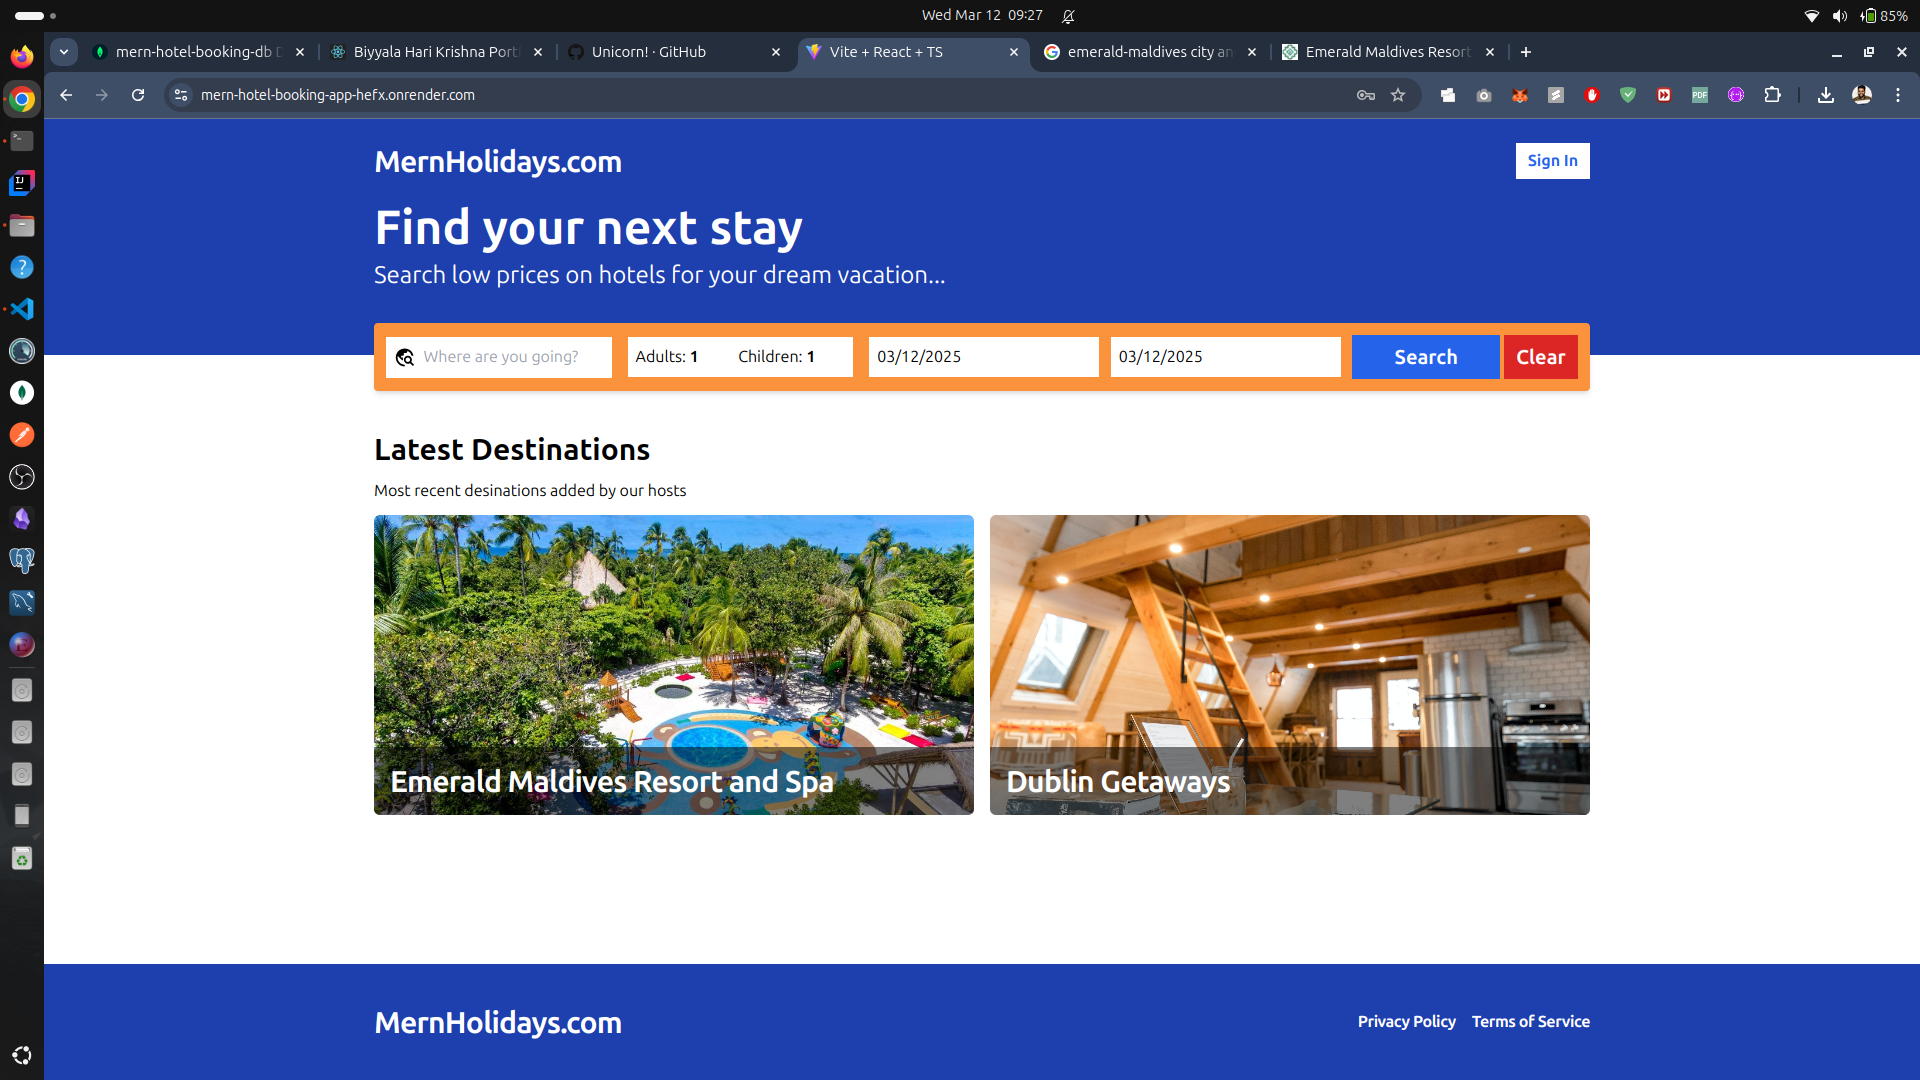 Wed Mar 12 09:27
85%
mern-hotel-booking-db D
Biyyala Hari Krishna Port
Unicorn! · GitHub
Vite + React + TS
emerald-maldives city an
Emerald Maldives Resort
mern-hotel-booking-app-hefx.onrender.com
MernHolidays.com
Sign In
Find your next stay
Search low prices on hotels for your dream vacation...
Where are you going?
Adults: 1
Children: 1
03/12/2025
03/12/2025
Search
Clear
Latest Destinations
Most recent desinations added by our hosts
Emerald Maldives Resort and Spa
Dublin Getaways
MernHolidays.com
Privacy Policy
Terms of Service